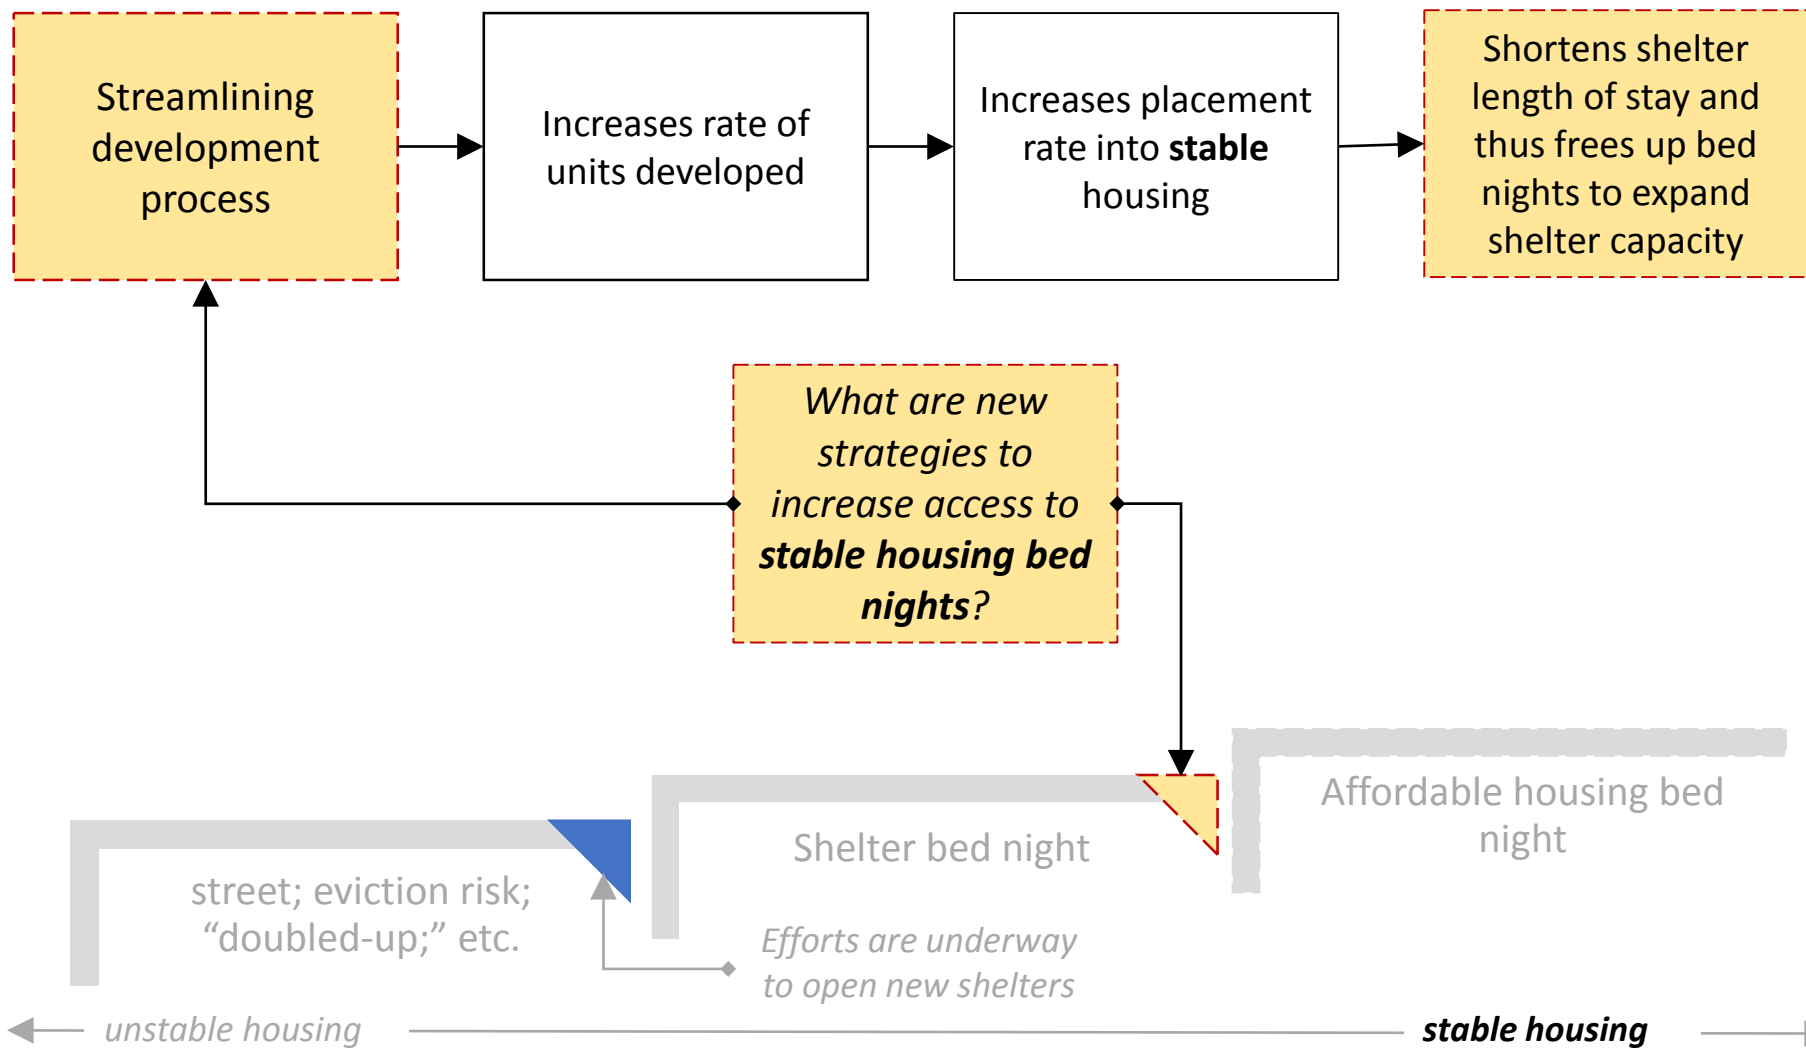 Streamlining
development
process
Increases rate of
units developed
Increases placement
rate into stable
housing
Shortens shelter
length of stay and
thus frees up bed
nights to expand
shelter capacity
What are new
strategies to
increase access to
stable housing bed
nights?
Affordable housing bed
night
Shelter bed night
street; eviction risk;
“doubled-up;” etc.
Efforts are underway
to open new shelters
unstable housing
stable housing